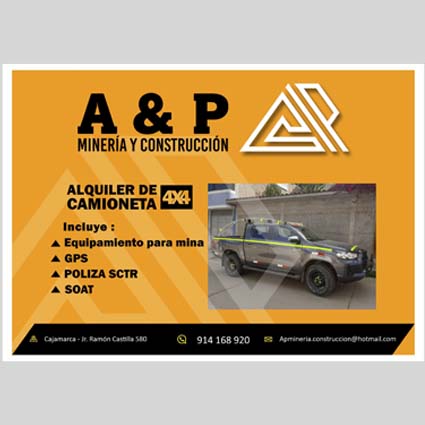 A & P
MINERÍA Y CONSTRUCCIÓN
ALQUILER DE
CAMIONETA 4X4
Incluye :
Equipamiento para mina
GPS
POLIZA SCTR
SOAT
Cajamarca - Jr. Ramón Castilla 580
914 168 920
Apmineria.construccion@hotmail.com